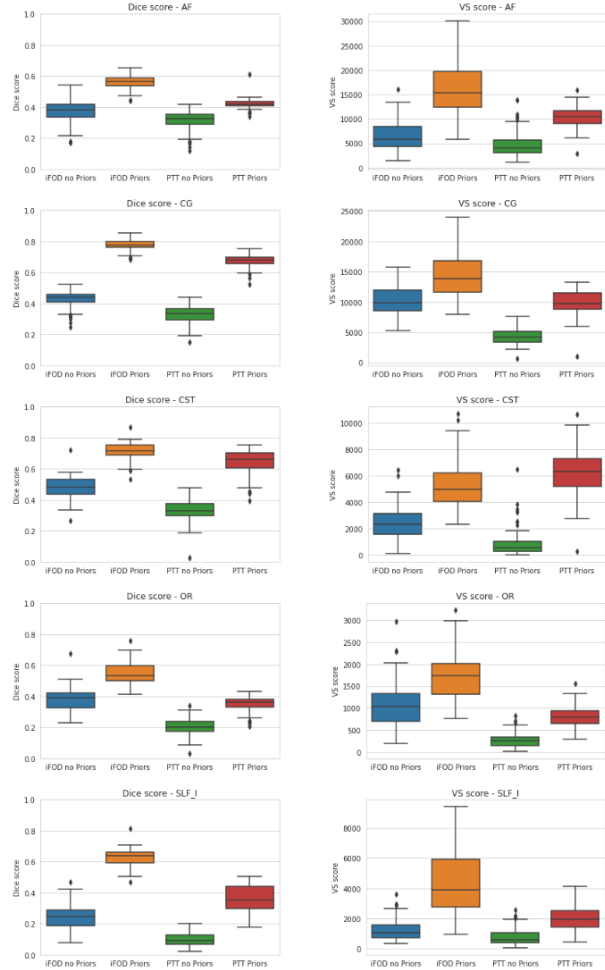 Dice score - AF
VS score - AF
Dice score
1.0
0.8
0.6
0.4
0.2
0.0
iFOD no Priors iFOD Priors PTT no Priors PTT Priors
VS score
30000
25000
20000
15000
10000
5000
0
iFOD no Priors iFOD Priors PTT no Priors PTT Priors
Dice score - CG
VS score - CG
Dice score
1.0
0.8
0.6
0.4
0.2
0.0
iFOD no Priors iFOD Priors PTT no Priors PTT Priors
VS score
25000
20000
15000
10000
5000
0
iFOD no Priors iFOD Priors PTT no Priors PTT Priors
Dice score - CST
VS score - CST
Dice score
1.0
0.8
0.6
0.4
0.2
0.0
iFOD no Priors iFOD Priors PTT no Priors PTT Priors
VS score
10000
8000
6000
4000
2000
0
iFOD no Priors iFOD Priors PTT no Priors PTT Priors
Dice score - OR
VS score - OR
Dice score
1.0
0.8
0.6
0.4
0.2
0.0
iFOD no Priors iFOD Priors PTT no Priors PTT Priors
VS score
3000
2500
2000
1500
1000
500
0
iFOD no Priors iFOD Priors PTT no Priors PTT Priors
Dice score - SLF_I
VS score - SLF_I
Dice score
1.0
0.8
0.6
0.4
0.2
0.0
iFOD no Priors iFOD Priors PTT no Priors PTT Priors
VS score
8000
6000
4000
2000
0
iFOD no Priors iFOD Priors PTT no Priors PTT Priors